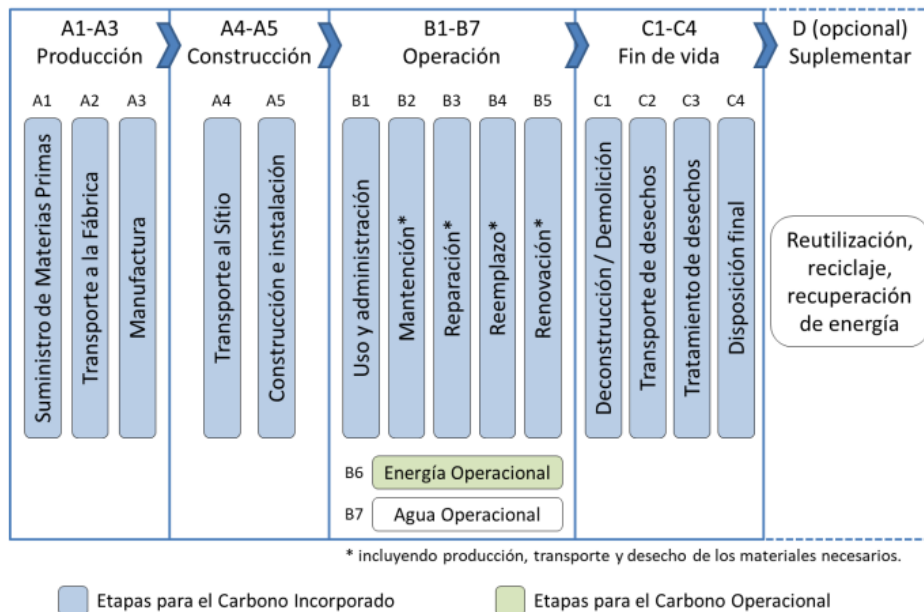 A1-A3
Producción
A4-A5
Construcción
B1-B7
Operación
C1-C4
Fin de vida
D (opcional)
Suplementar
A1
A2
A3
A4
A5
B1
B2
B3
B4
B5
C1
C2
C3
C4
Suministro de Materias Primas
Transporte a la Fábrica
Manufactura
Transporte al Sítio
Construcción e instalación
Uso y administración
Mantención*
Reparación*
Reemplazo*
Renovación*
Deconstrucción / Demolición
Transporte de desechos
Tratamiento de desechos
Disposición final
Reutilización,
reciclaje,
recuperación
de energía
B6
Energía Operacional
B7
Agua Operacional
* incluyendo producción, transporte y desecho de los materiales necesarios.
Etapas para el Carbono Incorporado
Etapas para el Carbono Operacional